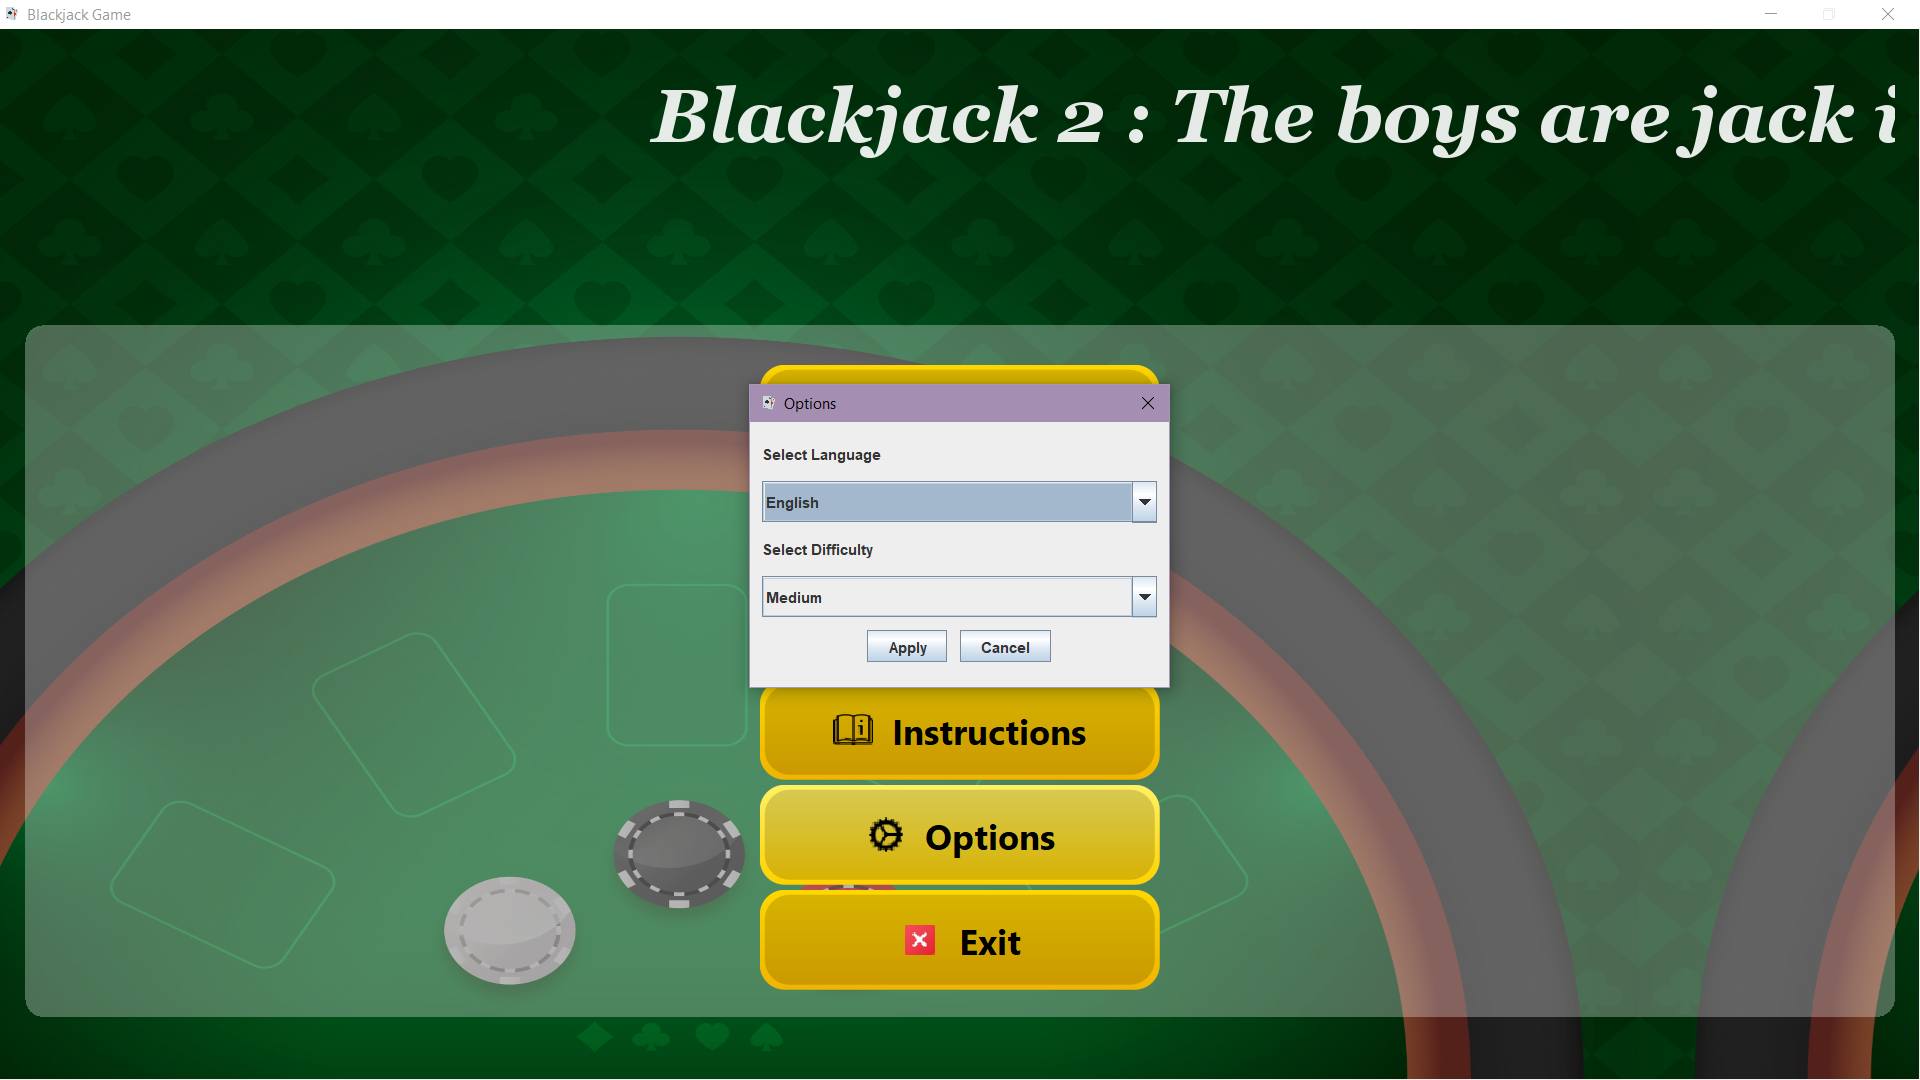 Blackjack Game
Blackjack 2 : The boys are jack i
Options
Select Language
English
Select Difficulty
Medium
Apply Cancel
Instructions
Options
Exit